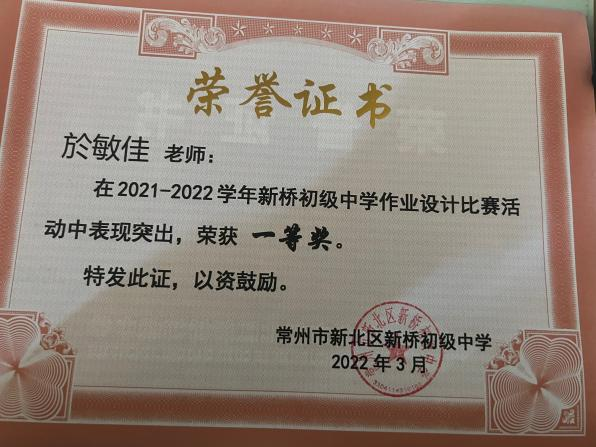 荣誉证书
於敏佳 老师：
在2021-2022学年新桥初级中学作业设计比赛活
动中表现突出，荣获 一等奖。
特发此证，以资鼓励。
常州市新北区新桥初级中学
2022年3月